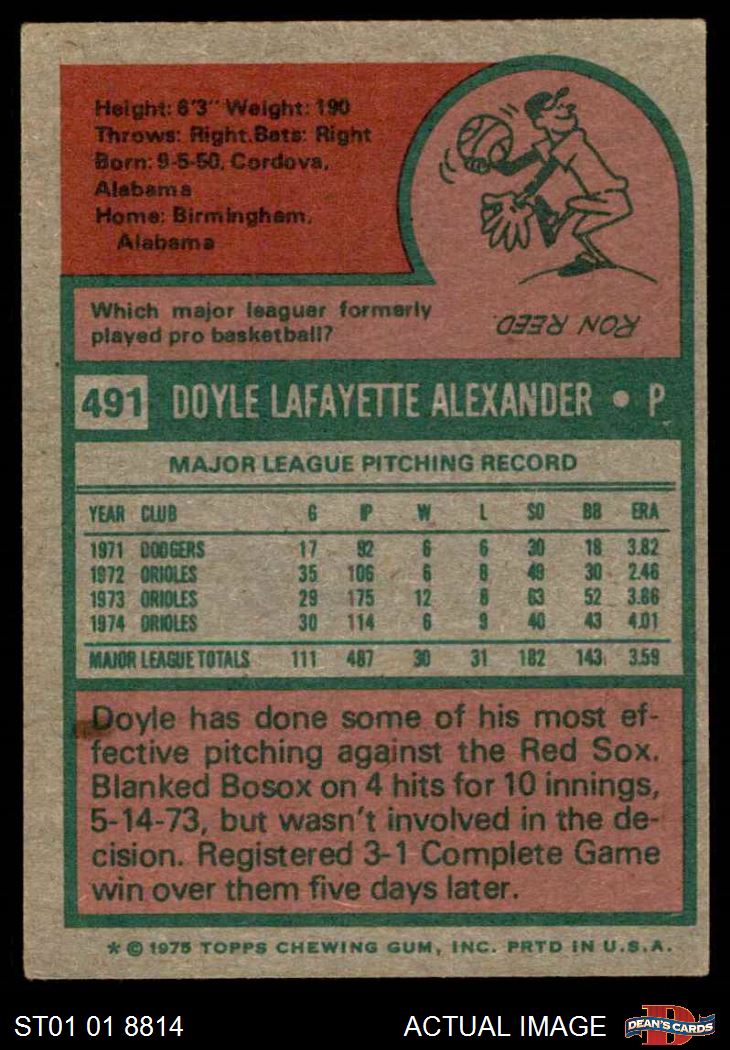 Height: 6'3" Weight: 190
Throws: Right. Bats: Right
Born: 9-5-50, Cordova,
Alabama
Home: Birmingham,
Alabama
Which major leaguer formerly
played pro basketball?
RON REED.
491 DOYLE LAFAYETTE ALEXANDER • P
MAJOR LEAGUE PITCHING RECORD
YEAR CLUB G IP W L SO BB ERA
1971 DODGERS 17 92 6 6 30 18 3.82
1972 ORIOLES 35 106 6 8 49 30 2.46
1973 ORIOLES 29 175 12 8 63 52 3.86
1974 ORIOLES 30 114 6 9 40 43 4.01
MAJOR LEAGUE TOTALS 111 487 30 31 182 143 3.59
Doyle has done some of his most ef-
fective pitching against the Red Sox.
Blanked Bosox on 4 hits for 10 innings,
5-14-73, but wasn't involved in the de-
cision. Registered 3-1 Complete Game
win over them five days later.
* © 1975 TOPPS CHEWING GUM, INC. PRTD IN U.S.A.
ST01 01 8814 ACTUAL IMAGE DEAN'S CARDS